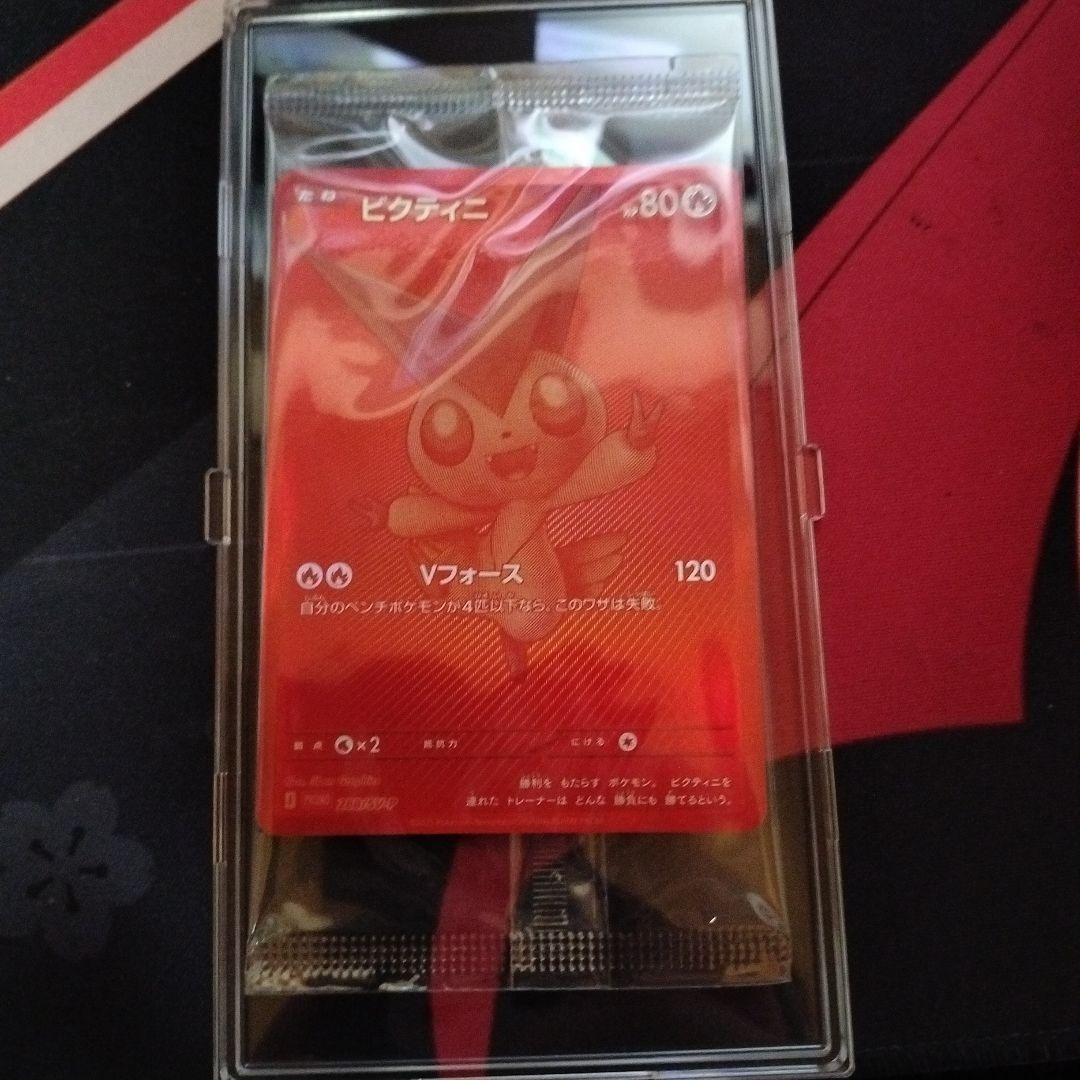 たね ビクティニ HP80
Vフォース 120
自分のベンチポケモンが4匹以下なら、このワザは失敗。
弱点 ×2 抵抗力 にげる
勝利を もたらす ポケモン。 ビクティニを
連れた トレーナーは どんな 勝負にも 勝てるという。